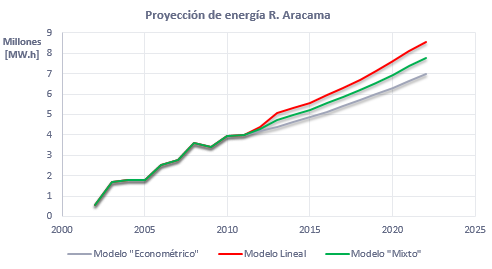 Proyección de energía R. Aracama
Millones
[MW.h]
9
8
7
6
5
4
3
2
1
0
2000 2005 2010 2015 2020 2025
Modelo "Econométrico" Modelo Lineal Modelo "Mixto"